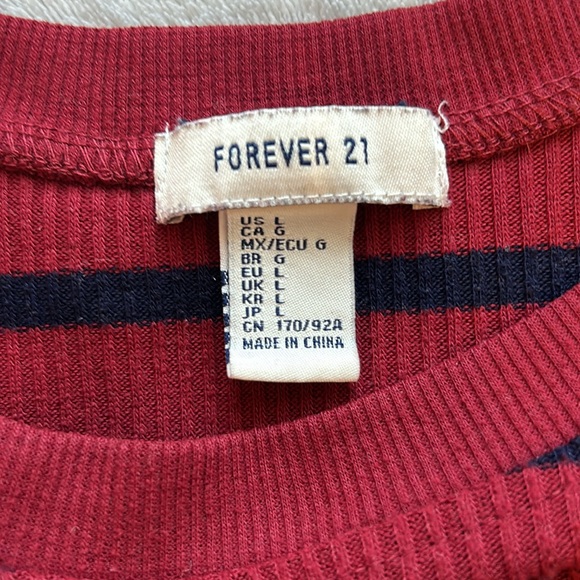 FOREVER 21
US L
CA G
MX/ECU G
BR G
EU L
UK L
KR L
JP L
CN 170/92A
MADE IN CHINA